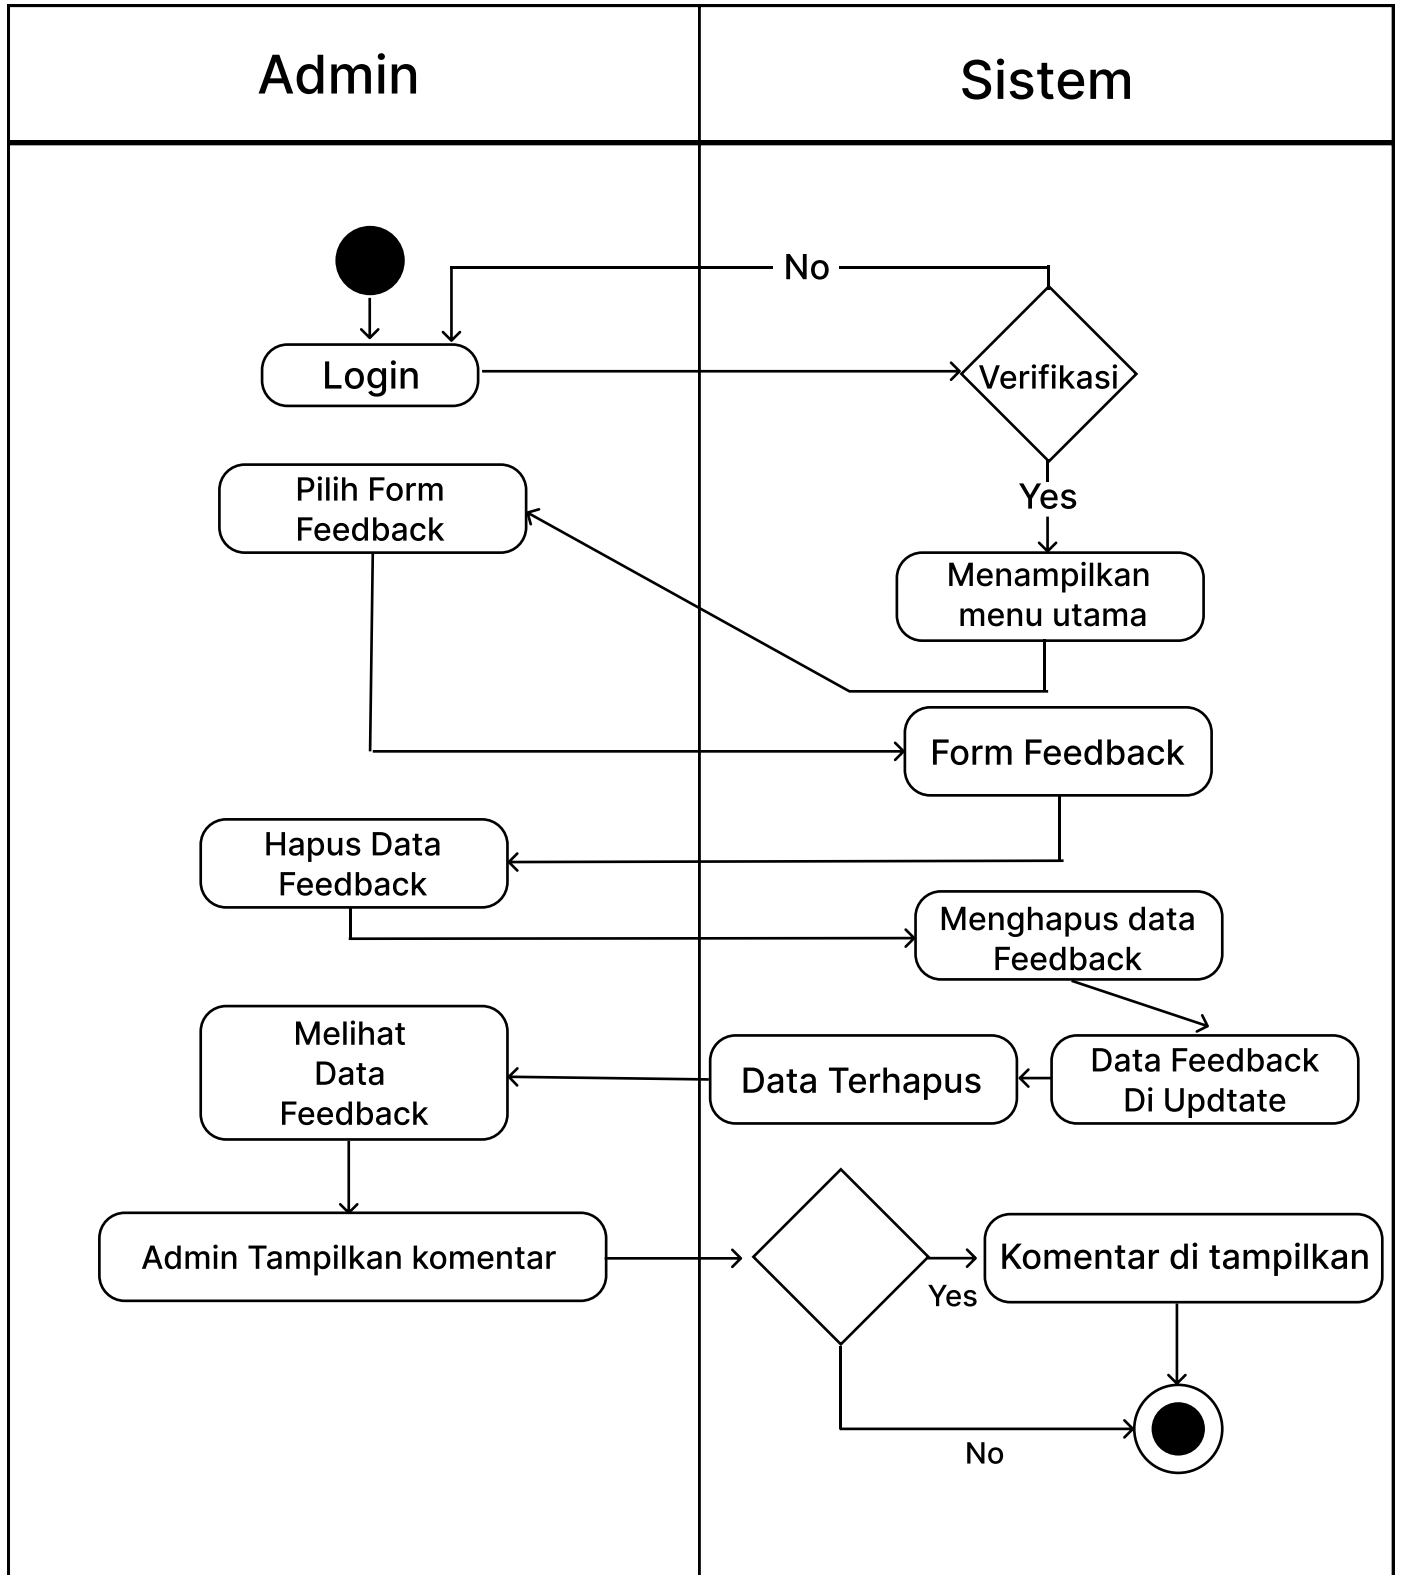 Admin
Sistem
No
Login
Verifikasi
Pilih Form
Feedback
Yes
Menampilkan
menu utama
Form Feedback
Hapus Data
Feedback
Menghapus data
Feedback
Melihat
Data
Feedback
Data Terhapus
Data Feedback
Di Updtate
Admin Tampilkan komentar
Yes
Komentar di tampilkan
No